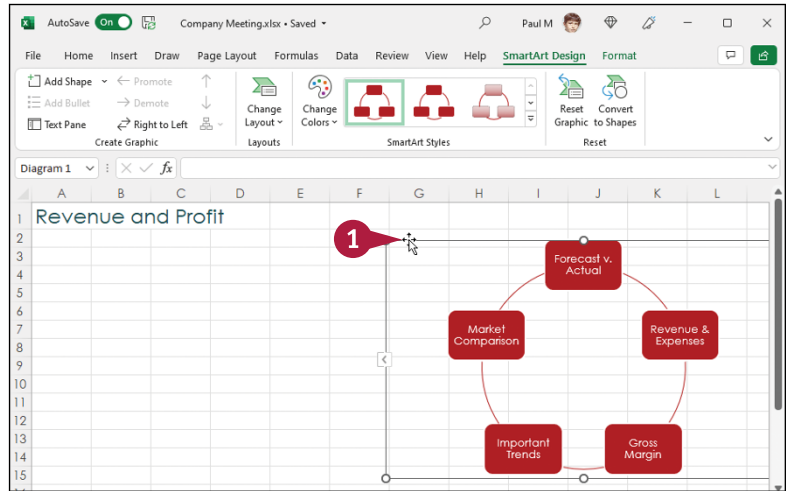 AutoSave On Company Meeting.xlsx • Saved Paul M
File Home Insert Draw Page Layout Formulas Data Review View Help SmartArt Design Format
Add Shape Promote
Add Bullet Demote
Text Pane Right to Left
Create Graphic
Change Layout
Layouts
Change Colors
SmartArt Styles
Reset Graphic
Convert to Shapes
Reset
Diagram 1 fx
A B C D E F G H I J K L
1 Revenue and Profit
2
1
3
4
5
6
7
8
9
10
11
12
13
14
15
Forecast v.
Actual
Market
Comparison
Revenue &
Expenses
Important
Trends
Gross
Margin